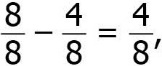 8/8 − 4/8 = 4/8,